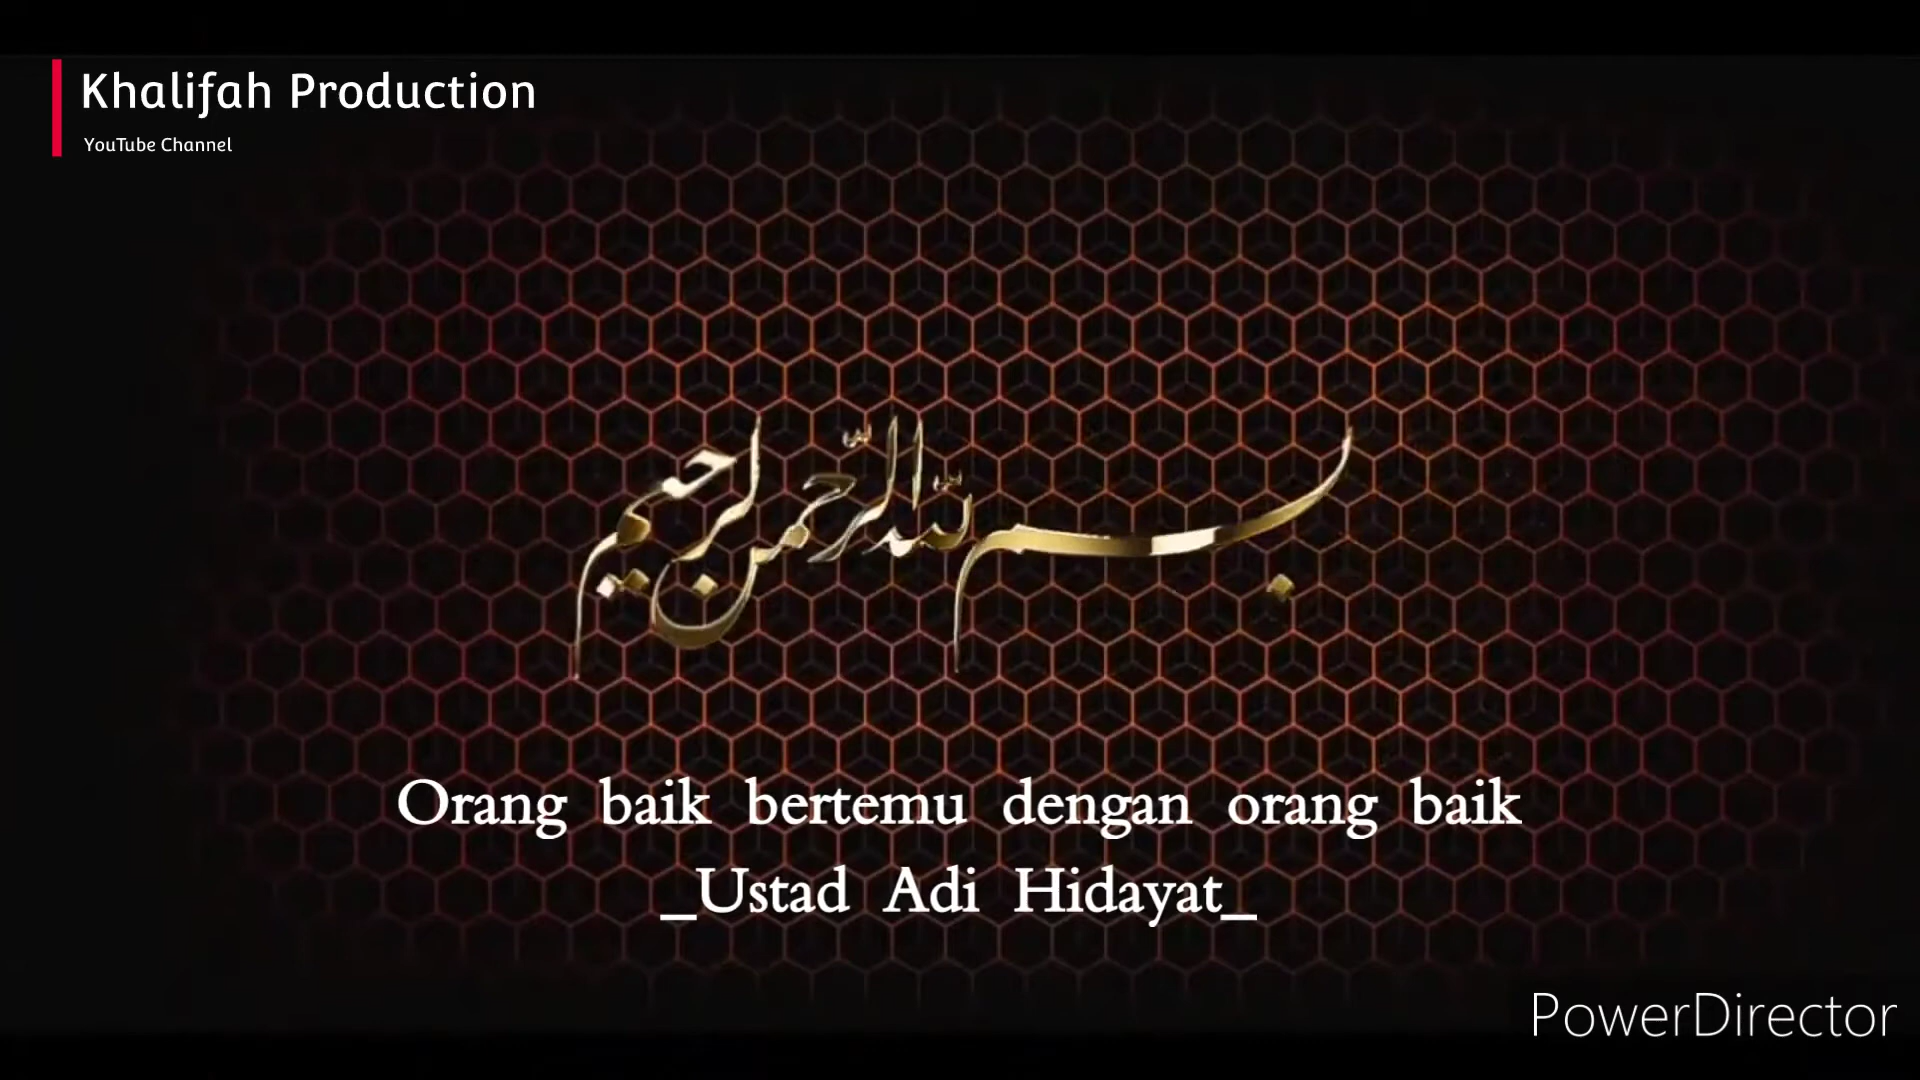 Khalifah Production
YouTube Channel
بسم الله الرحمن الرحيم
Orang baik bertemu dengan orang baik
_Ustad Adi Hidayat_
PowerDirector